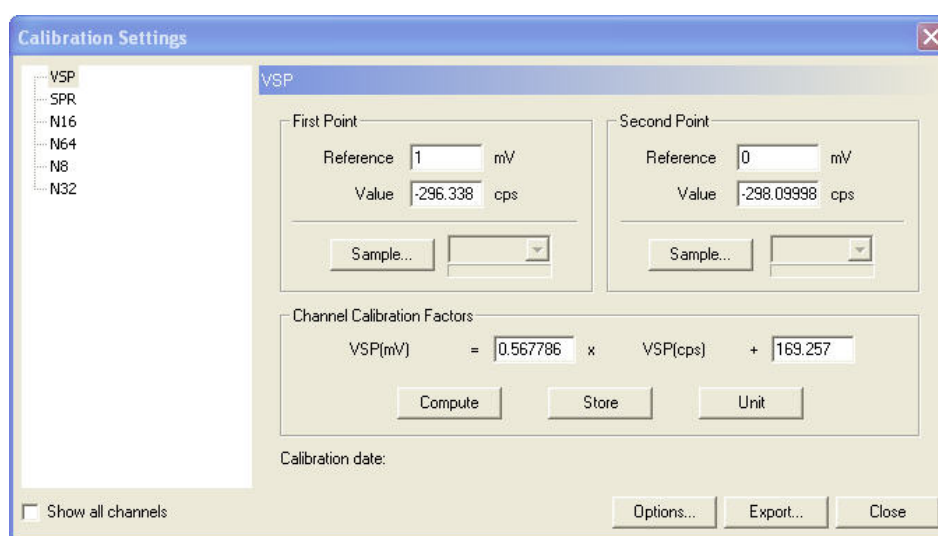 Calibration Settings
VSP
SPR
N16
N64
N8
N32
VSP
First Point
Reference 1 mV
Value -296.338 cps
Sample...
Second Point
Reference 0 mV
Value -298.09998 cps
Sample...
Channel Calibration Factors
VSP(mV) = 0.567786 x VSP(cps) + 169.257
Compute Store Unit
Calibration date:
Show all channels
Options... Export... Close